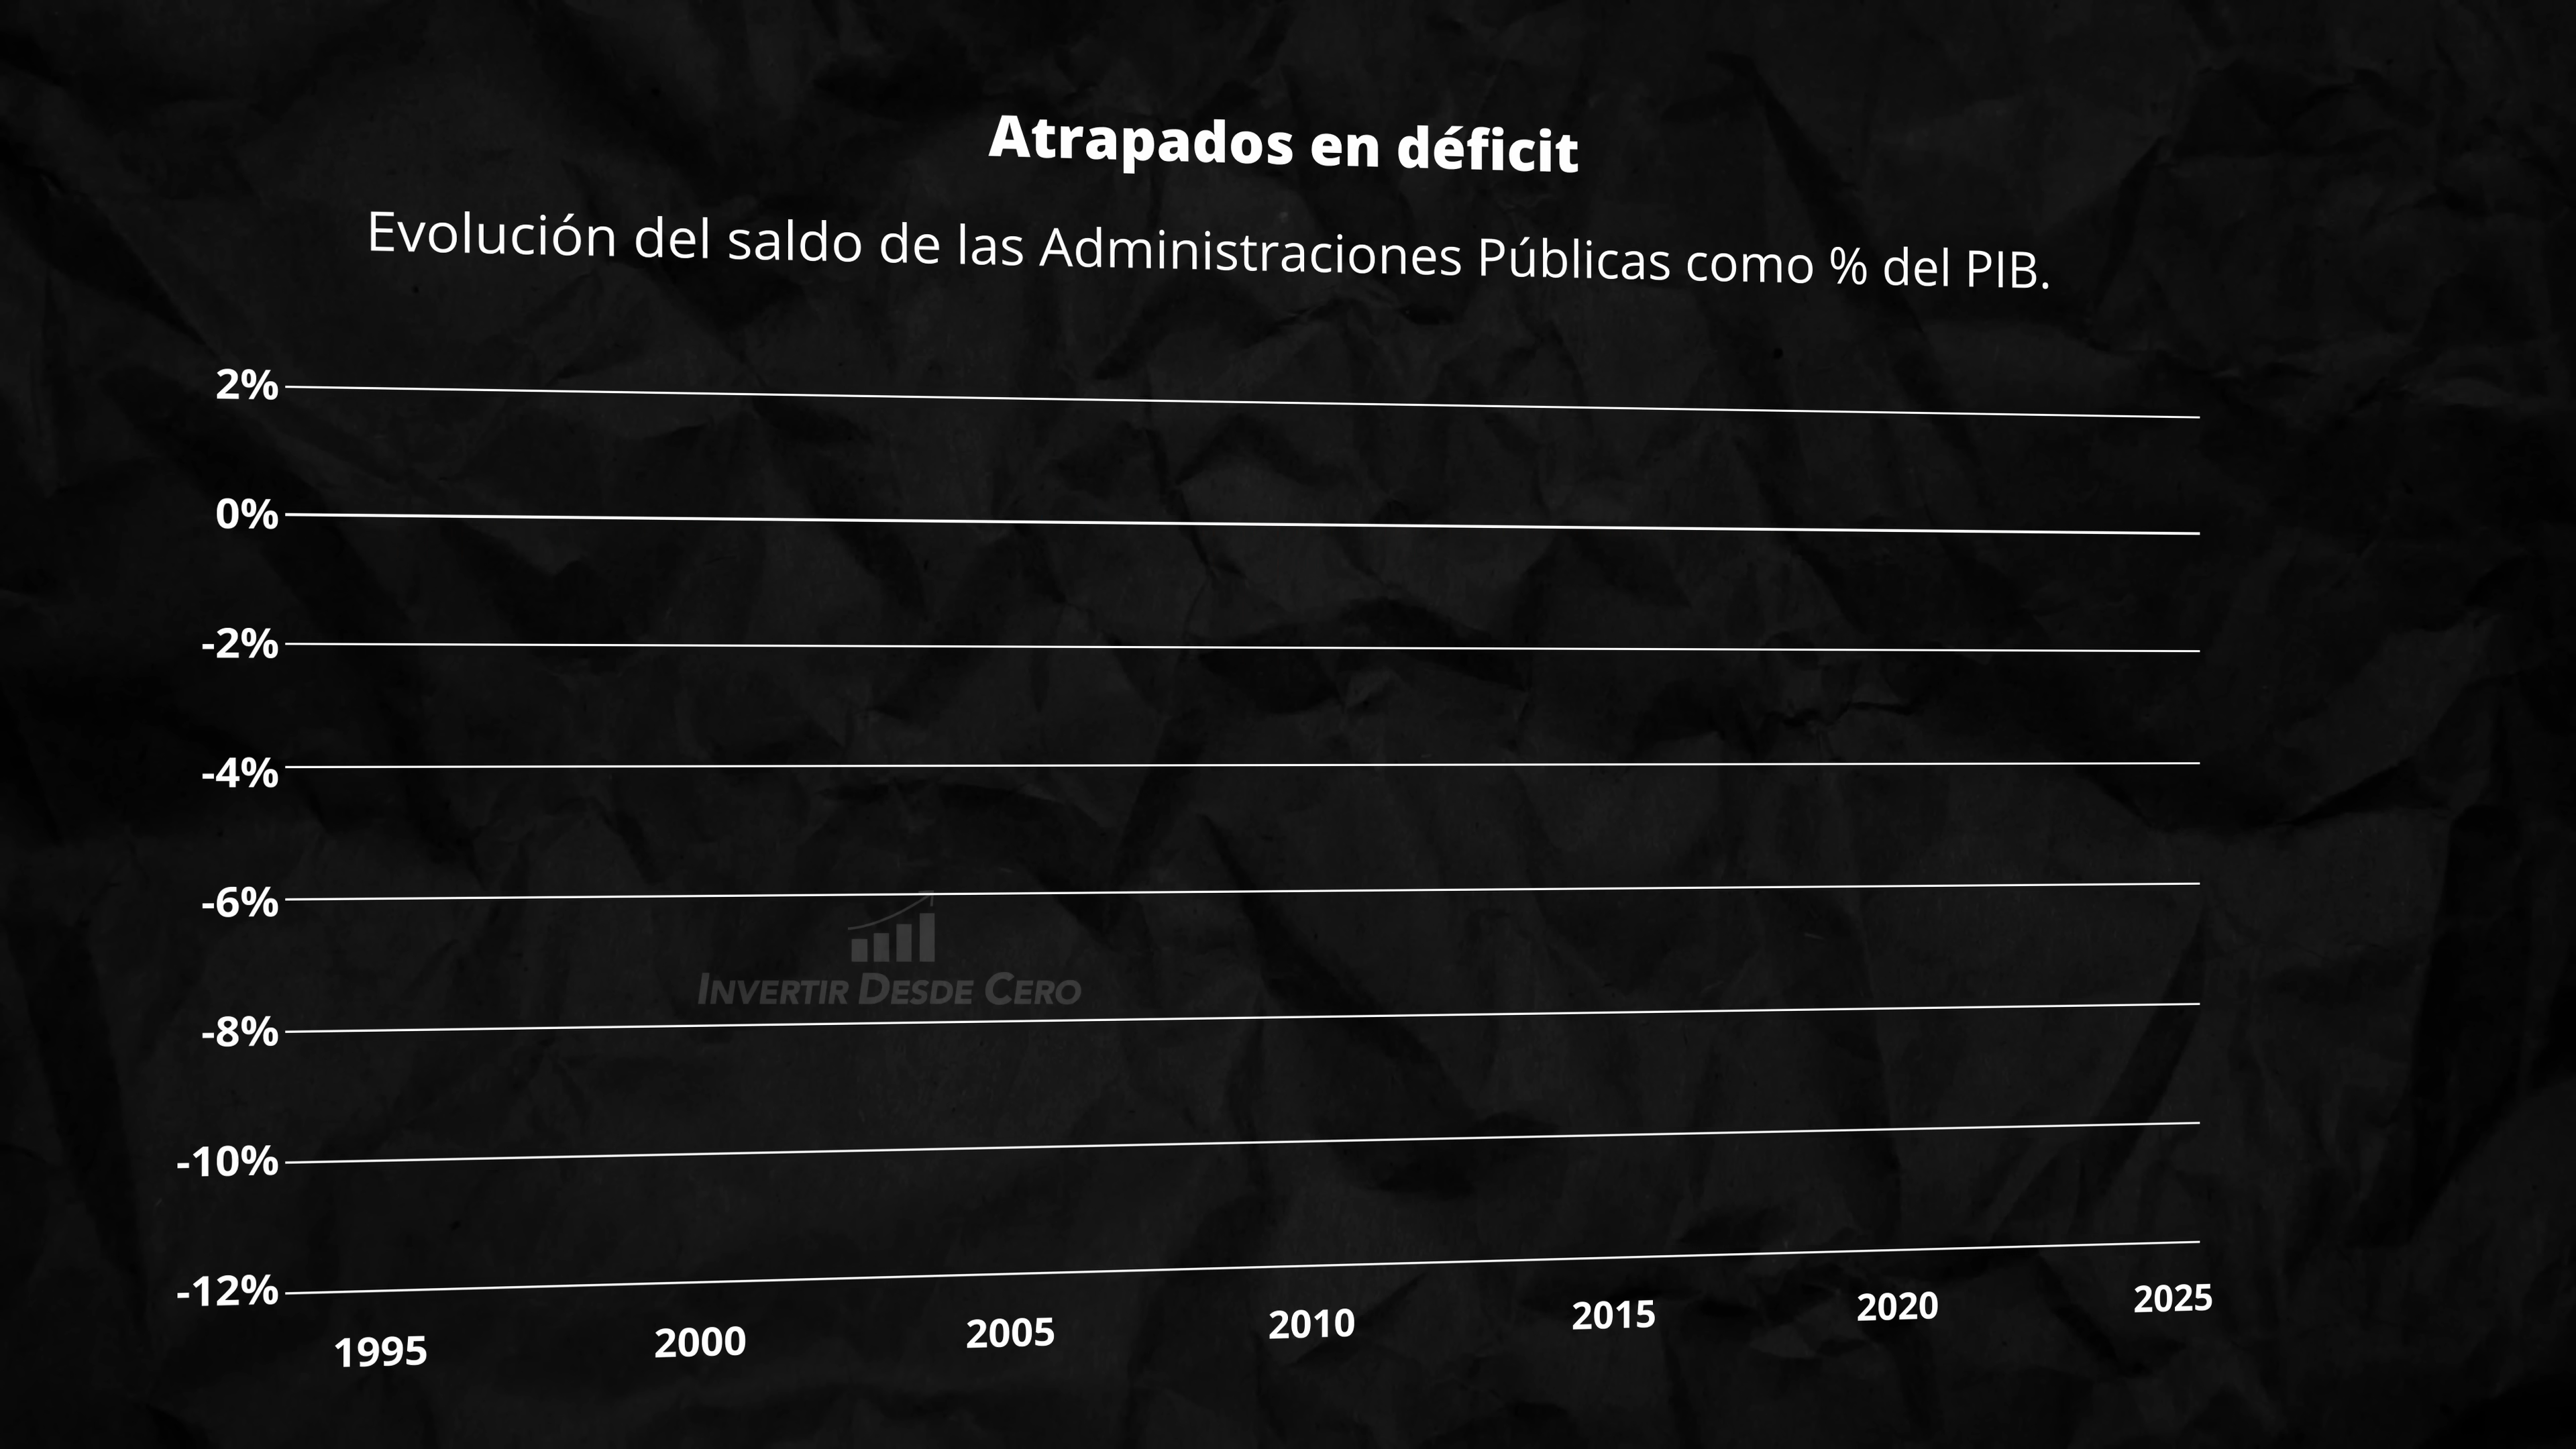 Atrapados en déficit
Evolución del saldo de las Administraciones Públicas como % del PIB.
2%
0%
-2%
-4%
-6%
INVERTIR DESDE CERO
-8%
-10%
-12%
1995 2000 2005 2010 2015 2020 2025